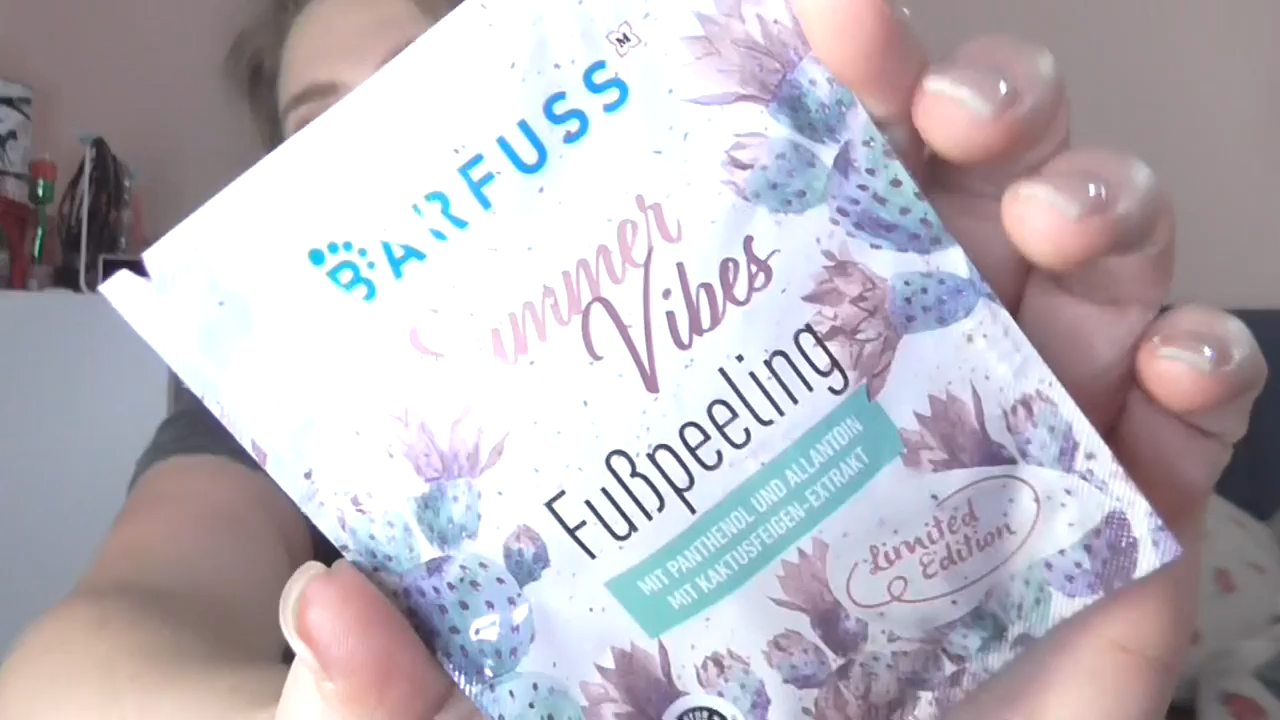 M
BARFUSS
Summer
Vibes
Fußpeeling
MIT PANTHENOL UND ALLANTOIN
MIT KAKTUSFEIGEN-EXTRAKT
Limited
Edition